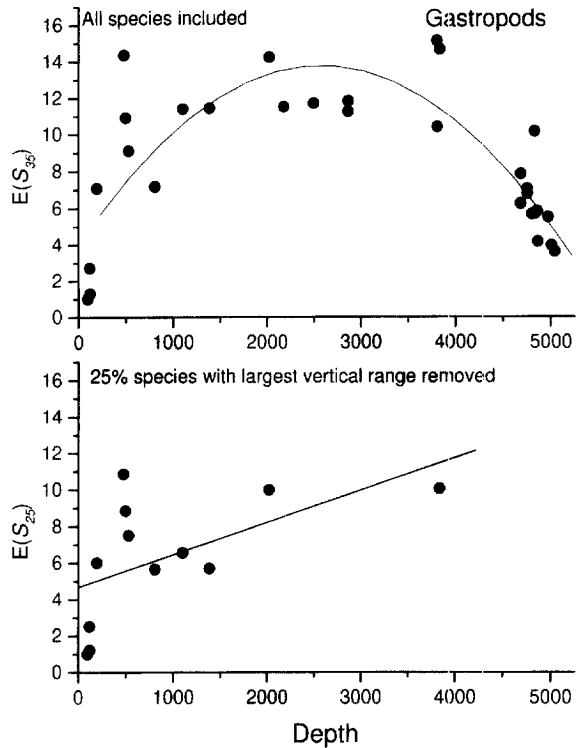 All species included
Gastropods
16
14
12
10
8
6
4
2
0
E(S35)
0 1000 2000 3000 4000 5000
25% species with largest vertical range removed
16
14
12
10
8
6
4
2
0
E(S25)
0 1000 2000 3000 4000 5000
Depth